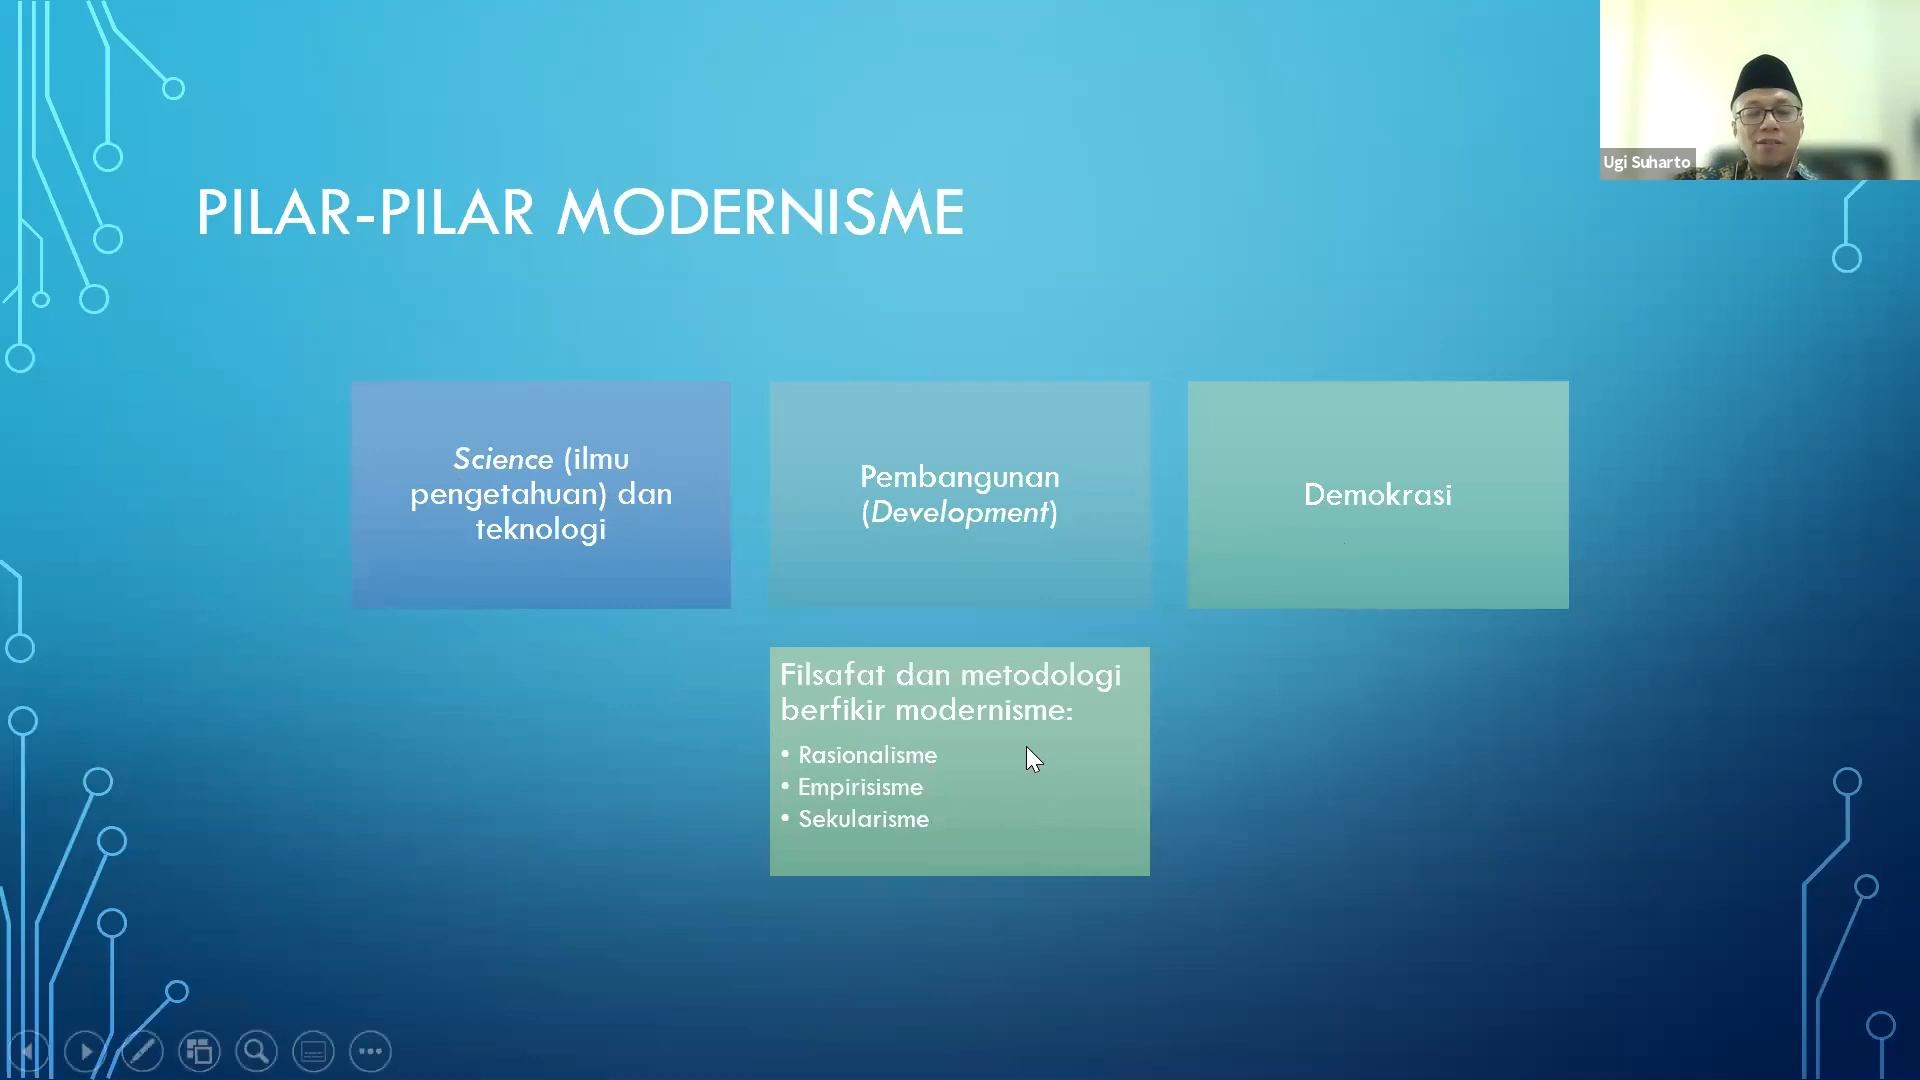 Ugi Suharto
PILAR-PILAR MODERNISME
Science (ilmu
pengetahuan) dan
teknologi
Pembangunan
(Development)
Demokrasi
Filsafat dan metodologi
berfikir modernisme:
• Rasionalisme
• Empirisisme
• Sekularisme